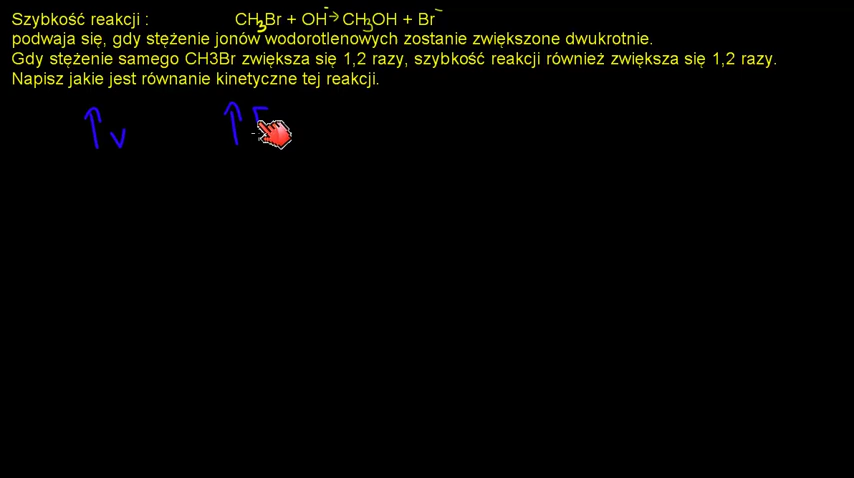 Szybkość reakcji : CH3Br + OH⁻ → CH3OH + Br⁻
podwaja się, gdy stężenie jonów wodorotlenowych zostanie zwiększone dwukrotnie.
Gdy stężenie samego CH3Br zwiększa się 1,2 razy, szybkość reakcji również zwiększa się 1,2 razy.
Napisz jakie jest równanie kinetyczne tej reakcji.
↑v ↑